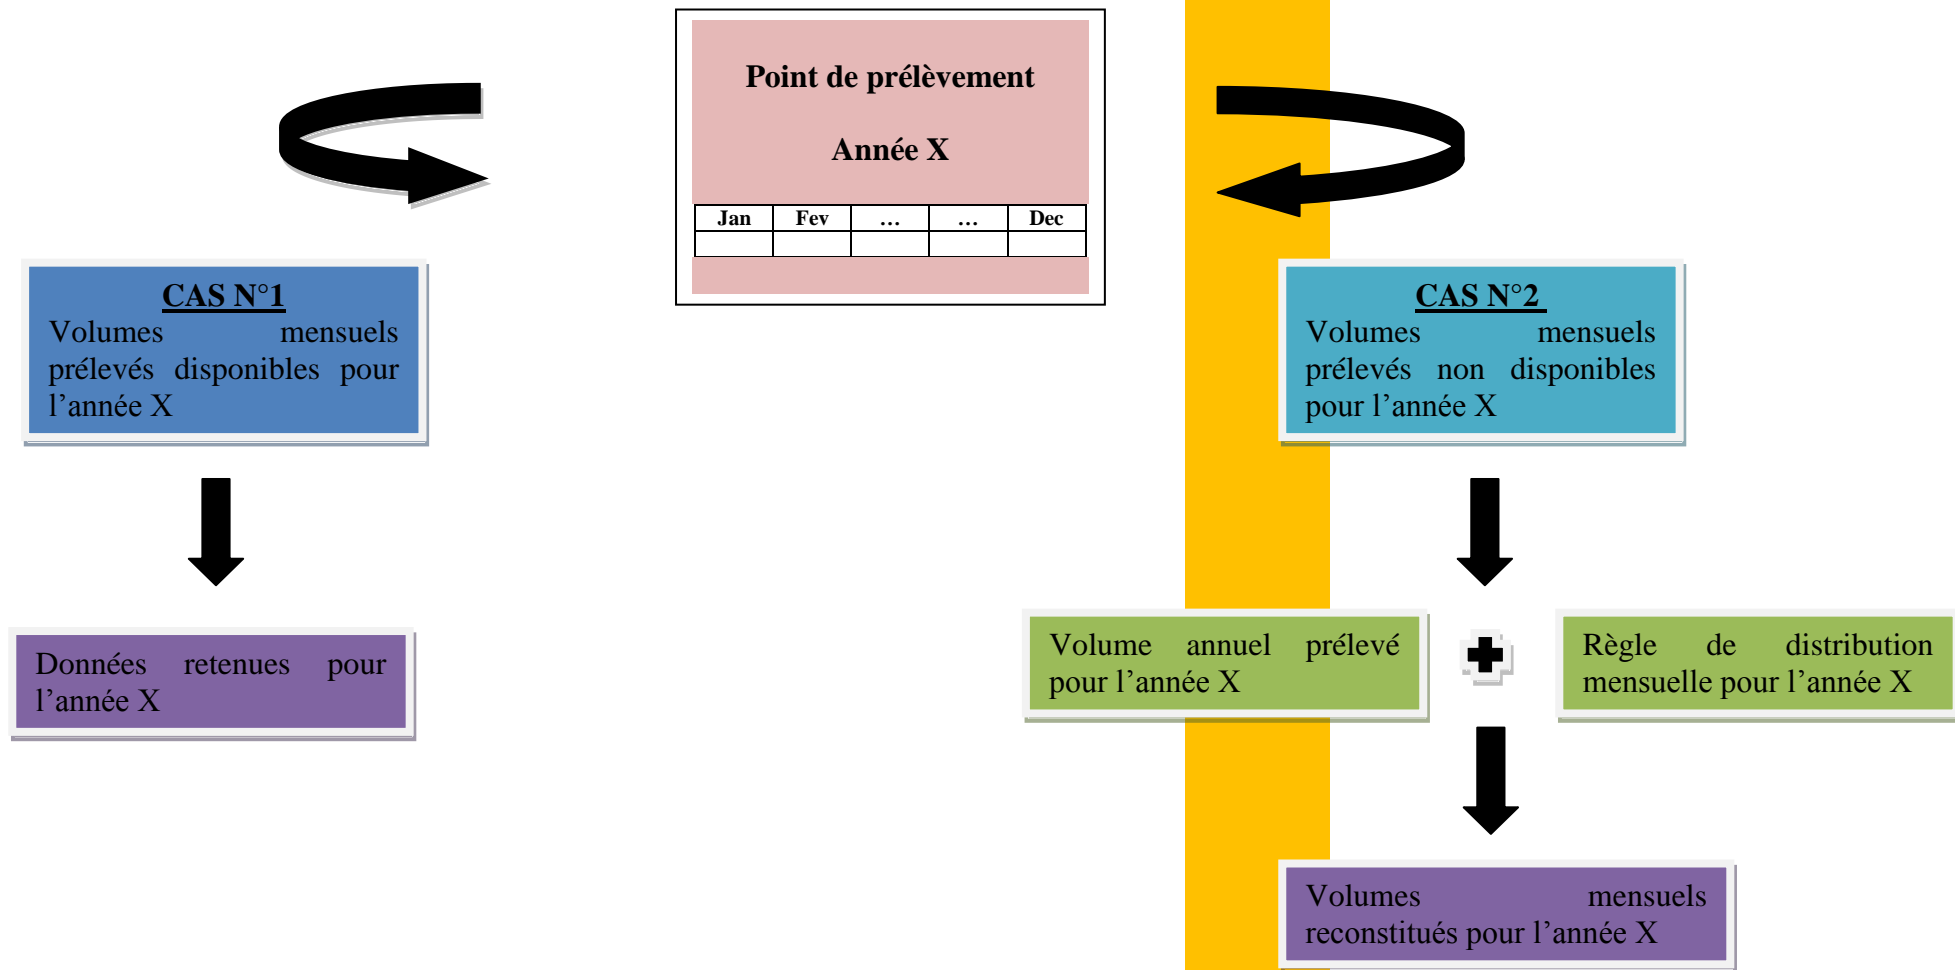 Point de prélèvement
Année X
Jan Fev … … Dec
CAS N°1
Volumes mensuels
prélevés disponibles pour
l’année X
Données retenues pour
l’année X
CAS N°2
Volumes mensuels
prélevés non disponibles
pour l’année X
Volume annuel prélevé
pour l’année X
Règle de distribution
mensuelle pour l’année X
Volumes mensuels
reconstitués pour l’année X